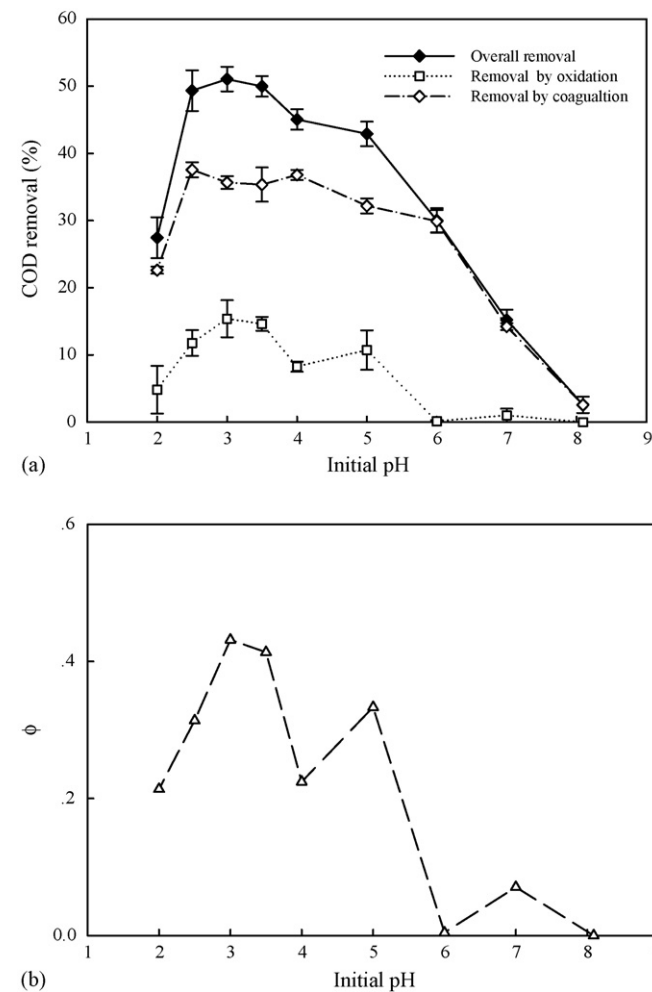 60
50
40
30
20
10
0
COD removal (%)
Overall removal
Removal by oxidation
Removal by coagualtion
1 2 3 4 5 6 7 8 9
Initial pH
(a)
.6
.4
.2
0.0
ϕ
1 2 3 4 5 6 7 8
Initial pH
(b)